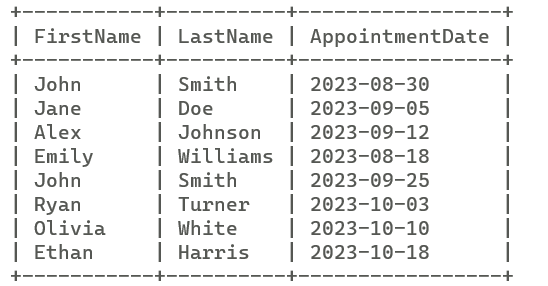 +-----------+----------+-----------------+
| FirstName | LastName | AppointmentDate |
+-----------+----------+-----------------+
| John      | Smith    | 2023-08-30      |
| Jane      | Doe      | 2023-09-05      |
| Alex      | Johnson  | 2023-09-12      |
| Emily     | Williams | 2023-08-18      |
| John      | Smith    | 2023-09-25      |
| Ryan      | Turner   | 2023-10-03      |
| Olivia    | White    | 2023-10-10      |
| Ethan     | Harris   | 2023-10-18      |
+-----------+----------+-----------------+